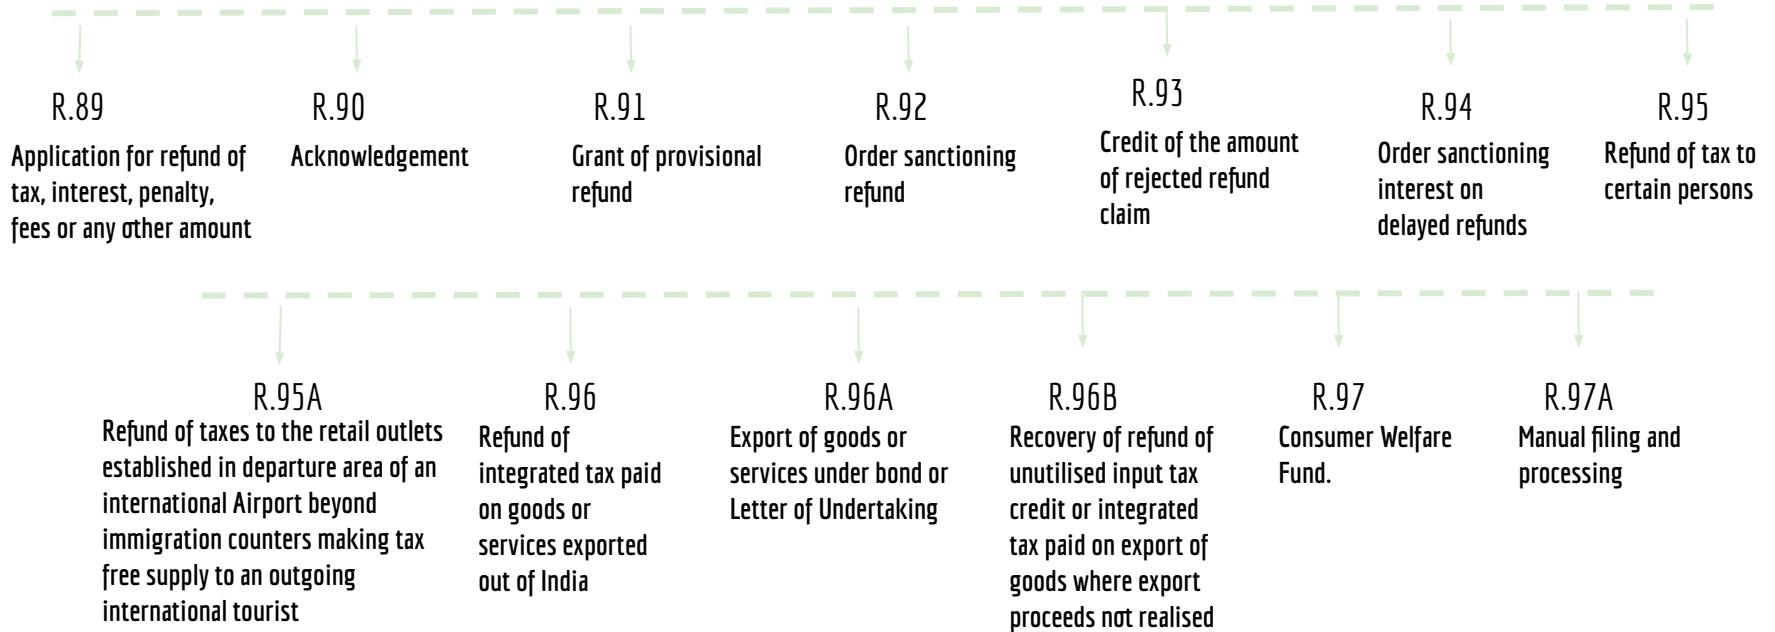 R.89
Application for refund of
tax, interest, penalty,
fees or any other amount
R.90
Acknowledgement
R.91
Grant of provisional
refund
R.92
Order sanctioning
refund
R.93
Credit of the amount
of rejected refund
claim
R.94
Order sanctioning
interest on
delayed refunds
R.95
Refund of tax to
certain persons
R.95A
Refund of taxes to the retail outlets
established in departure area of an
international Airport beyond
immigration counters making tax
free supply to an outgoing
international tourist
R.96
Refund of
integrated tax paid
on goods or
services exported
out of India
R.96A
Export of goods or
services under bond or
Letter of Undertaking
R.96B
Recovery of refund of
unutilised input tax
credit or integrated
tax paid on export of
goods where export
proceeds not realised
R.97
Consumer Welfare
Fund.
R.97A
Manual filing and
processing